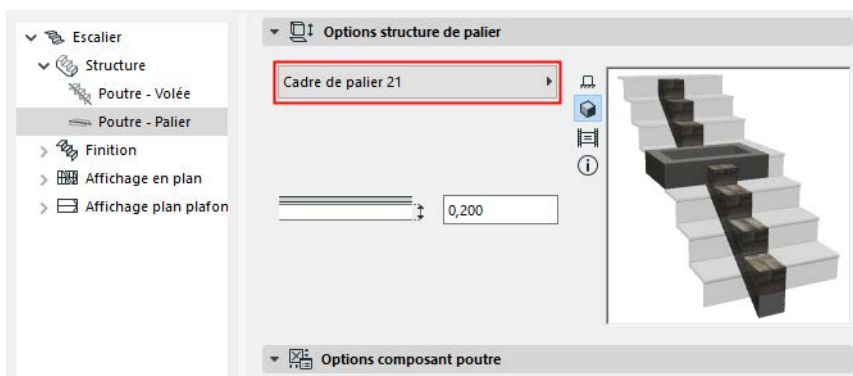 Escalier
Structure
Poutre - Volée
Poutre - Palier
Finition
Affichage en plan
Affichage plan plafon
Options structure de palier
Cadre de palier 21
0,200
Options composant poutre